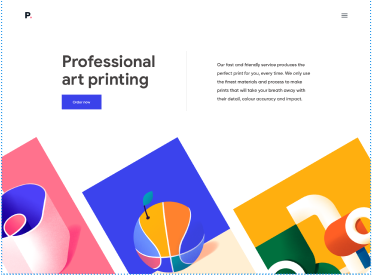 P.
Professional
art printing
Order now
Our fast and friendly service produces the
perfect print for you, every time. We only use
the finest materials and process to make
prints that will take your breath away with
their detail, colour accuracy and impact.